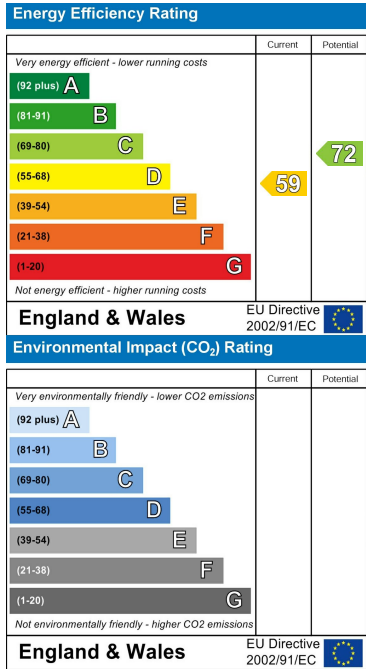 Energy Efficiency Rating
Current Potential
Very energy efficient - lower running costs
(92 plus) A
(81-91) B
(69-80) C
72
(55-68) D
59
(39-54) E
(21-38) F
(1-20) G
Not energy efficient - higher running costs
England & Wales
EU Directive
2002/91/EC
Environmental Impact (CO₂) Rating
Current Potential
Very environmentally friendly - lower CO2 emissions
(92 plus) A
(81-91) B
(69-80) C
(55-68) D
(39-54) E
(21-38) F
(1-20) G
Not environmentally friendly - higher CO2 emissions
England & Wales
EU Directive
2002/91/EC